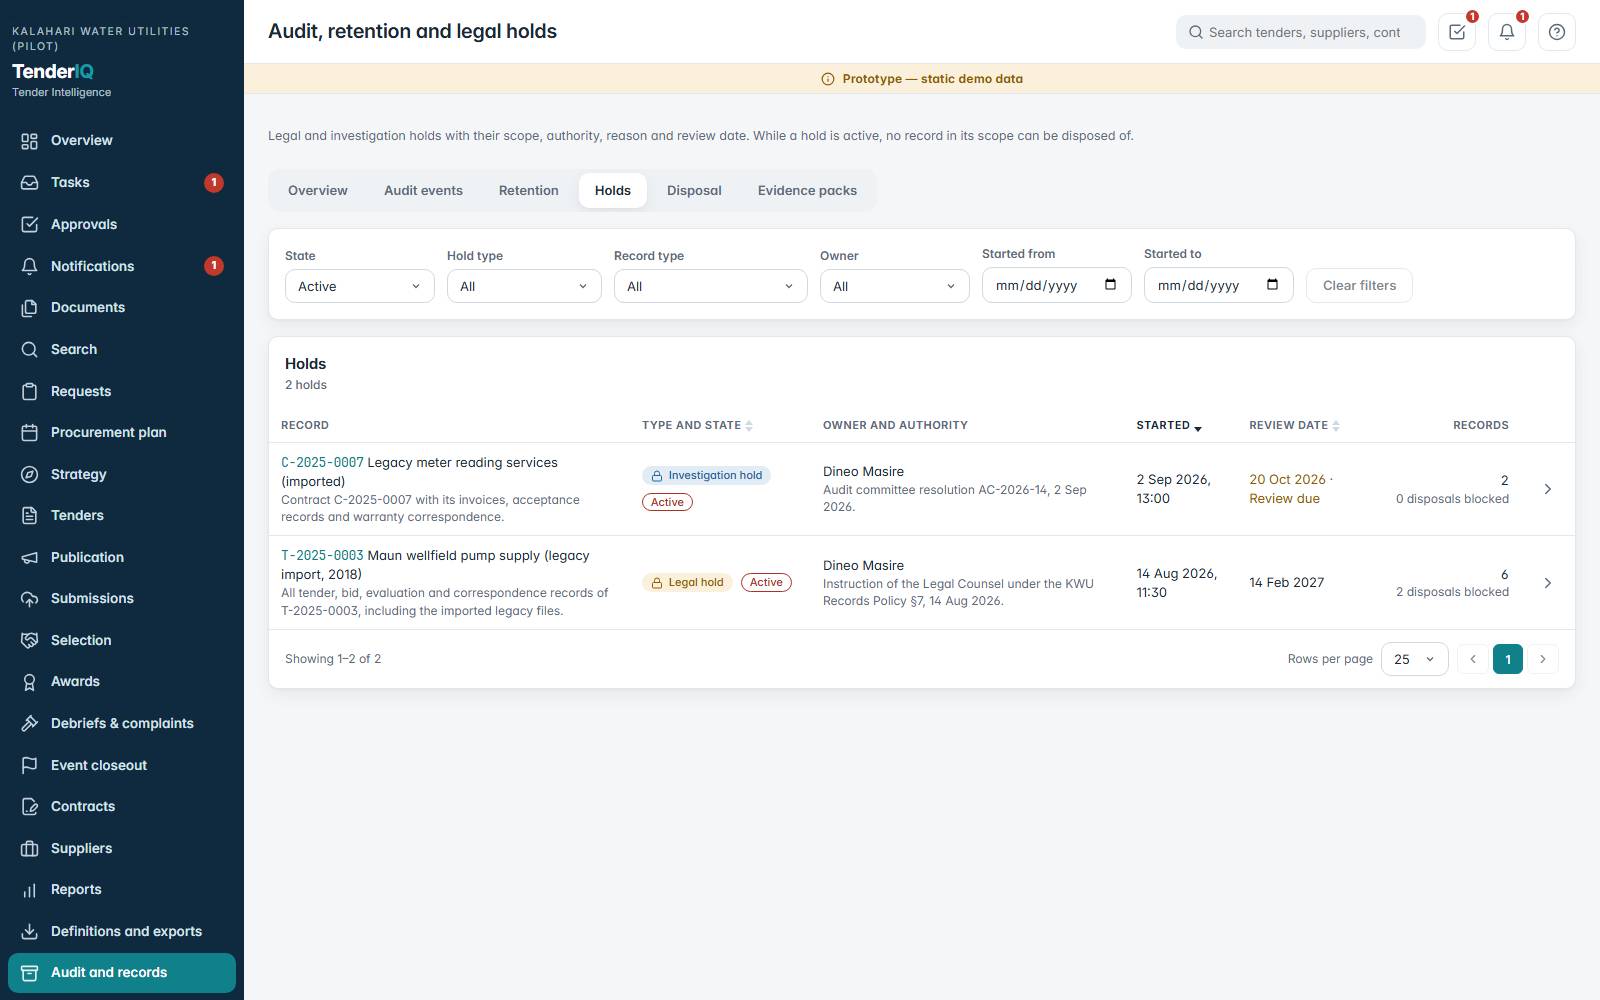 KALAHARI WATER UTILITIES
(PILOT)
TenderIQ
Tender Intelligence
Overview
Tasks 1
Approvals
Notifications 1
Documents
Search
Requests
Procurement plan
Strategy
Tenders
Publication
Submissions
Selection
Awards
Debriefs & complaints
Event closeout
Contracts
Suppliers
Reports
Definitions and exports
Audit and records
Audit, retention and legal holds
Search tenders, suppliers, cont
1
1
Prototype — static demo data
Legal and investigation holds with their scope, authority, reason and review date. While a hold is active, no record in its scope can be disposed of.
Overview Audit events Retention Holds Disposal Evidence packs
State Hold type Record type Owner Started from Started to
Active All All All mm/dd/yyyy mm/dd/yyyy Clear filters
Holds
2 holds
RECORD TYPE AND STATE OWNER AND AUTHORITY STARTED REVIEW DATE RECORDS
C-2025-0007 Legacy meter reading services
(imported)
Contract C-2025-0007 with its invoices, acceptance
records and warranty correspondence.
Investigation hold
Active
Dineo Masire
Audit committee resolution AC-2026-14, 2 Sep
2026.
2 Sep 2026,
13:00
20 Oct 2026 ·
Review due
2
0 disposals blocked
T-2025-0003 Maun wellfield pump supply (legacy
import, 2018)
All tender, bid, evaluation and correspondence records of
T-2025-0003, including the imported legacy files.
Legal hold Active
Dineo Masire
Instruction of the Legal Counsel under the KWU
Records Policy §7, 14 Aug 2026.
14 Aug 2026,
11:30
14 Feb 2027
6
2 disposals blocked
Showing 1–2 of 2
Rows per page 25 1